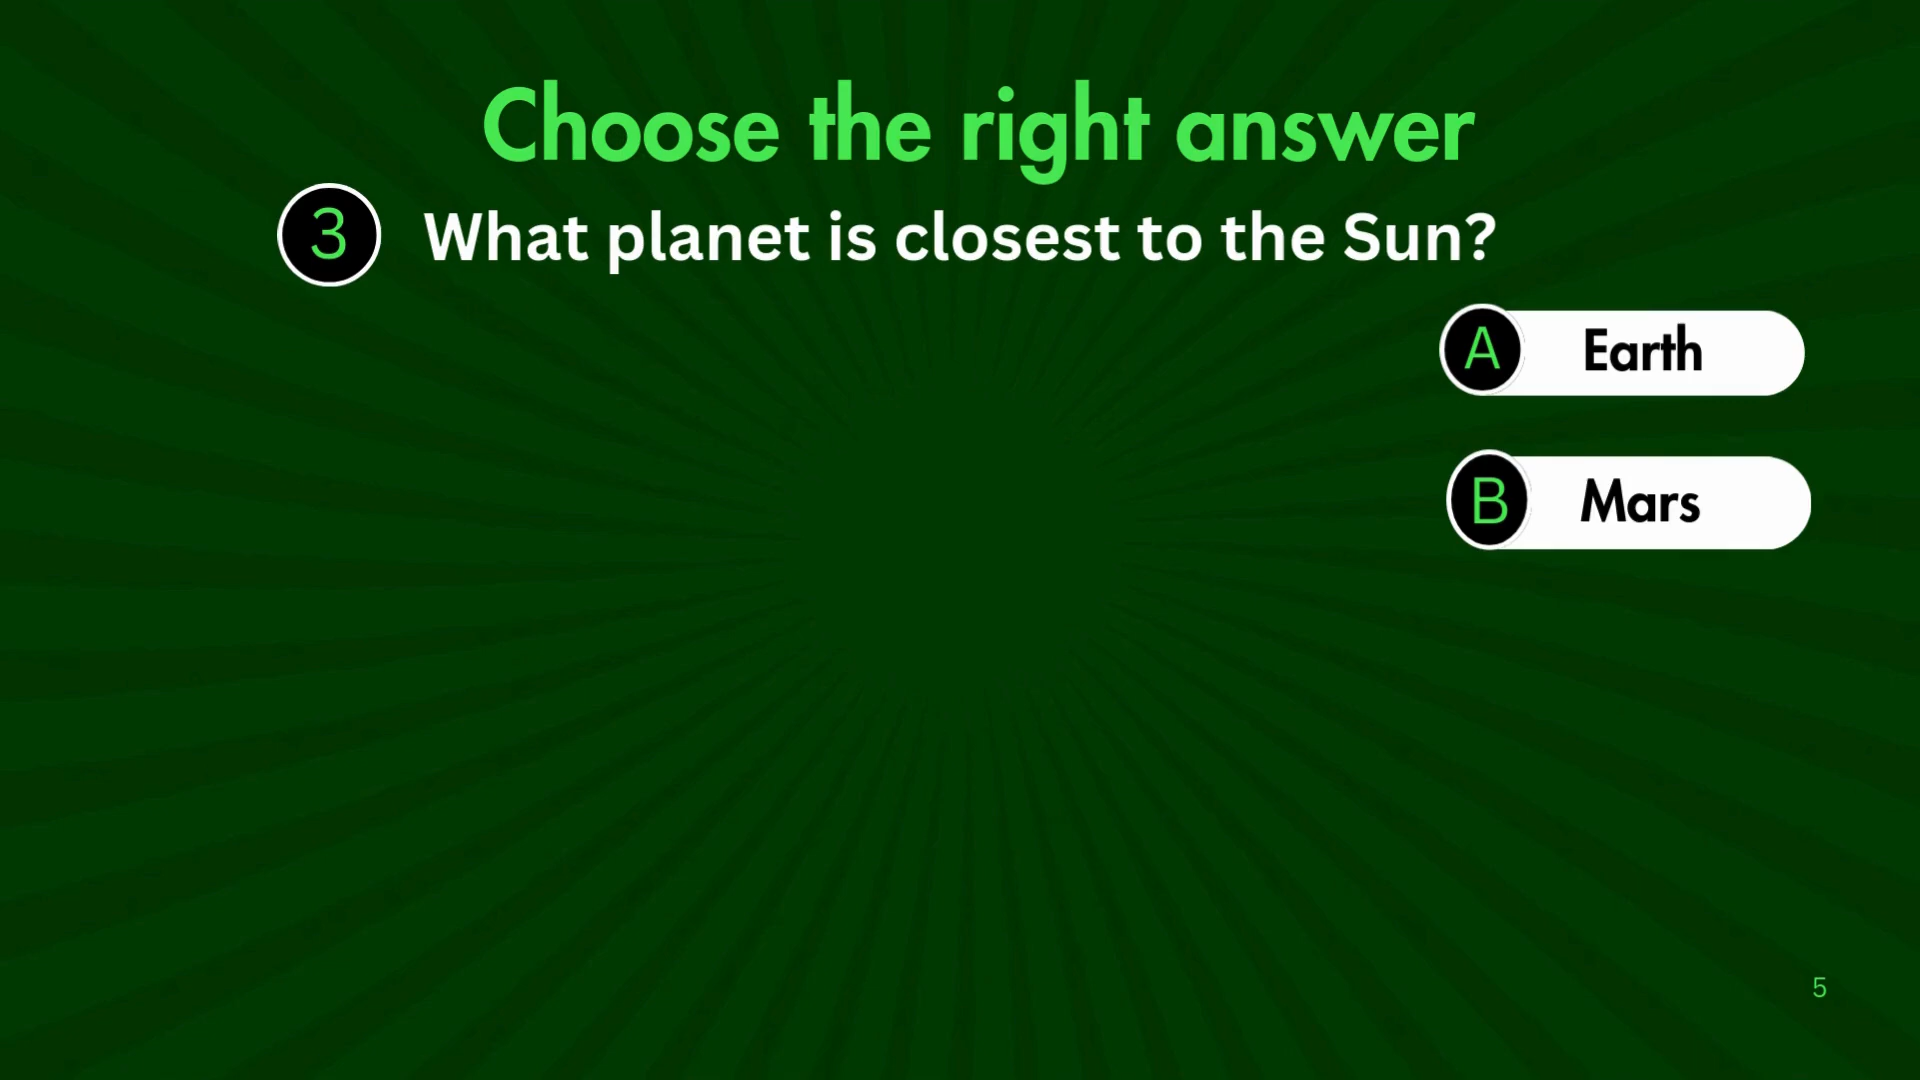 Choose the right answer
3 What planet is closest to the Sun?
A Earth
B Mars
5